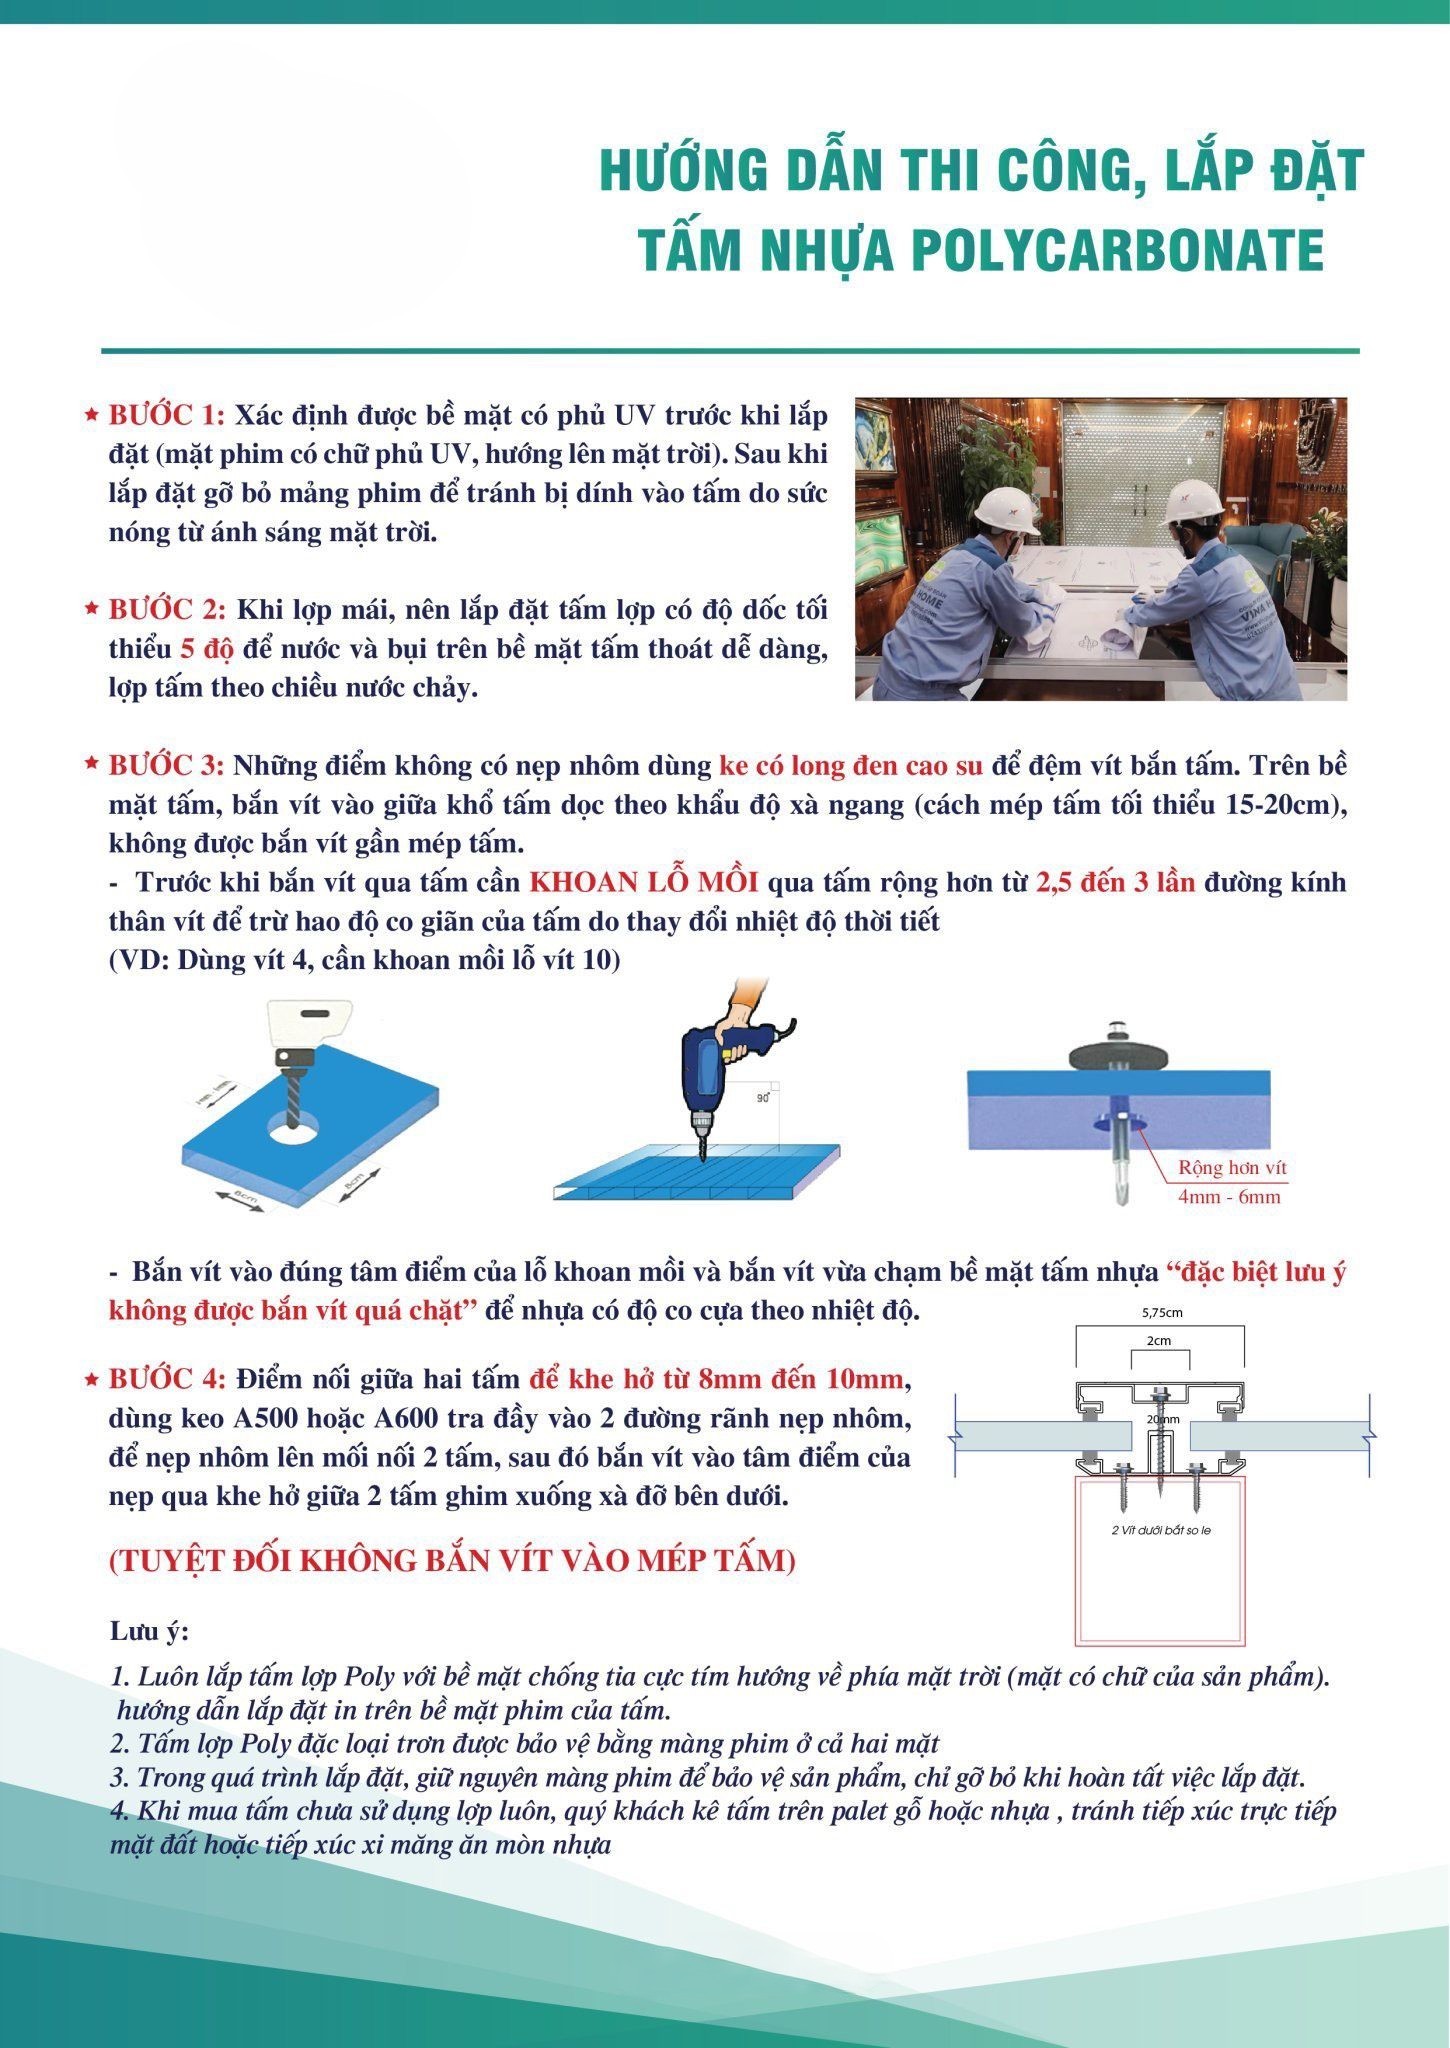 HƯỚNG DẪN THI CÔNG, LẮP ĐẶT
TẤM NHỰA POLYCARBONATE
BƯỚC 1: Xác định được bề mặt có phủ UV trước khi lắp
đặt (mặt phim có chữ phủ UV, hướng lên mặt trời). Sau khi
lắp đặt gỡ bỏ mảng phim để tránh bị dính vào tấm do sức
nóng từ ánh sáng mặt trời.
HOME
VINA
BƯỚC 2: Khi lợp mái, nên lắp đặt tấm lợp có độ dốc tối
thiểu 5 độ để nước và bụi trên bề mặt tấm thoát dễ dàng,
lợp tấm theo chiều nước chảy.
BƯỚC 3: Những điểm không có nẹp nhôm dùng ke có long đen cao su để đệm vít bắn tấm. Trên bề
mặt tấm, bắn vít vào giữa khổ tấm dọc theo khẩu độ xà ngang (cách mép tấm tối thiểu 15-20cm),
không được bắn vít gần mép tấm.
- Trước khi bắn vít qua tấm cần KHOAN LỖ MỒI qua tấm rộng hơn từ 2,5 đến 3 lần đường kính
thân vít để trừ hao độ co giãn của tấm do thay đổi nhiệt độ thời tiết
(VD: Dùng vít 4, cần khoan mồi lỗ vít 10)
8cm
8cm
90°
Rộng hơn vít
4mm - 6mm
- Bắn vít vào đúng tâm điểm của lỗ khoan mồi và bắn vít vừa chạm bề mặt tấm nhựa “đặc biệt lưu ý
không được bắn vít quá chặt” để nhựa có độ co cựa theo nhiệt độ.
BƯỚC 4: Điểm nối giữa hai tấm để khe hở từ 8mm đến 10mm,
dùng keo A500 hoặc A600 tra đầy vào 2 đường rãnh nẹp nhôm,
để nẹp nhôm lên mối nối 2 tấm, sau đó bắn vít vào tâm điểm của
nẹp qua khe hở giữa 2 tấm ghim xuống xà đỡ bên dưới.
5,75cm
2cm
20mm
2 Vít dưới bắt so le
(TUYỆT ĐỐI KHÔNG BẮN VÍT VÀO MÉP TẤM)
Lưu ý:
1. Luôn lắp tấm lợp Poly với bề mặt chống tia cực tím hướng về phía mặt trời (mặt có chữ của sản phẩm).
hướng dẫn lắp đặt in trên bề mặt phim của tấm.
2. Tấm lợp Poly đặc loại trơn được bảo vệ bằng màng phim ở cả hai mặt
3. Trong quá trình lắp đặt, giữ nguyên màng phim để bảo vệ sản phẩm, chỉ gỡ bỏ khi hoàn tất việc lắp đặt.
4. Khi mua tấm chưa sử dụng lợp luôn, quý khách kê tấm trên palet gỗ hoặc nhựa , tránh tiếp xúc trực tiếp
mặt đất hoặc tiếp xúc xi măng ăn mòn nhựa